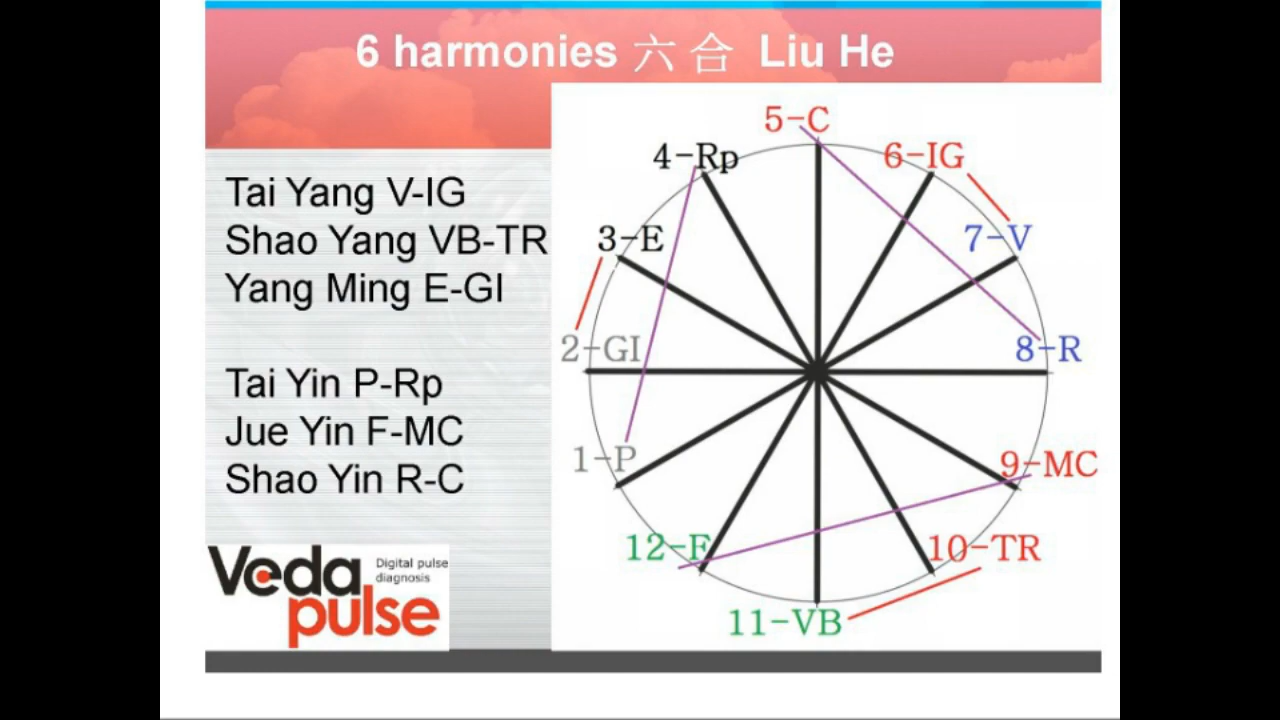 6 harmonies 六合 Liu He
Tai Yang V-IG
Shao Yang VB-TR
Yang Ming E-GI
Tai Yin P-Rp
Jue Yin F-MC
Shao Yin R-C
Veda
pulse
Digital pulse
diagnosis
5-C
4-Rp
6-IG
3-E
7-V
2-GI
8-R
1-P
9-MC
12-F
10-TR
11-VB